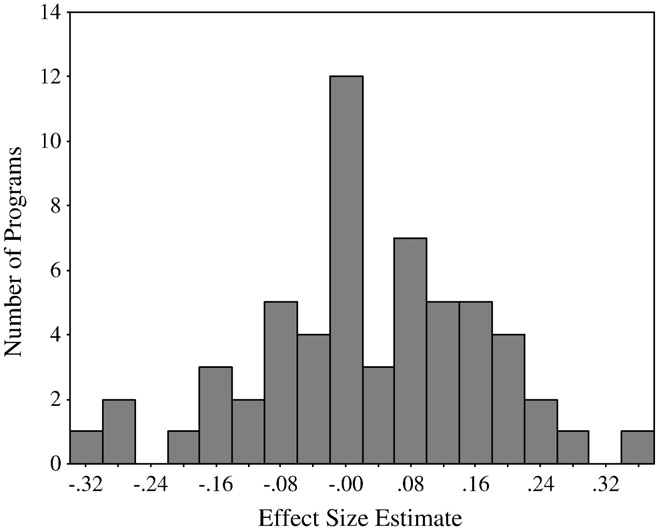 14
12
10
8
6
4
2
0
Number of Programs
-.32 -.24 -.16 -.08 -.00 .08 .16 .24 .32
Effect Size Estimate